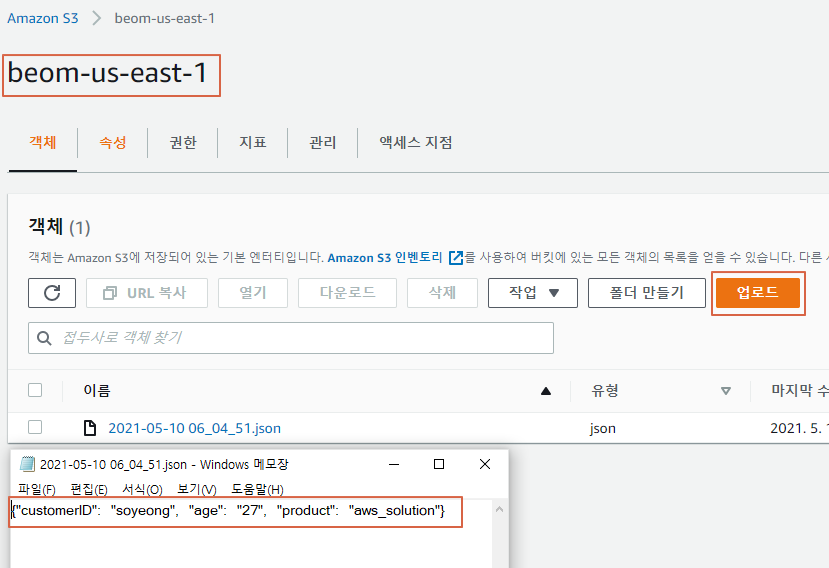 Amazon S3 > beom-us-east-1
beom-us-east-1
객체 속성 권한 지표 관리 액세스 지점
객체 (1)
객체는 Amazon S3에 저장되어 있는 기본 엔터티입니다. Amazon S3 인벤토리 를 사용하여 버킷에 있는 모든 객체의 목록을 얻을 수 있습니다. 다른
URL 복사 열기 다운로드 삭제 작업 폴더 만들기 업로드
접두사로 객체 찾기
이름 유형 마지막 수
2021-05-10 06_04_51.json json 2021. 5. 1
2021-05-10 06_04_51.json - Windows 메모장
파일(F) 편집(E) 서식(O) 보기(V) 도움말(H)
{"customerID": "soyeong", "age": "27", "product": "aws_solution"}